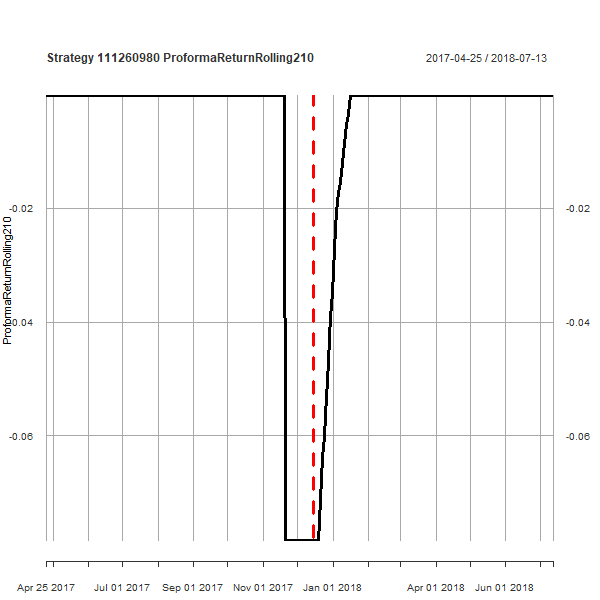 Strategy 111260980 ProformaReturnRolling210
2017-04-25 / 2018-07-13
ProformaReturnRolling210
-0.02
-0.04
-0.06
-0.02
-0.04
-0.06
Apr 25 2017 Jul 01 2017 Sep 01 2017 Nov 01 2017 Jan 01 2018 Apr 01 2018 Jun 01 2018